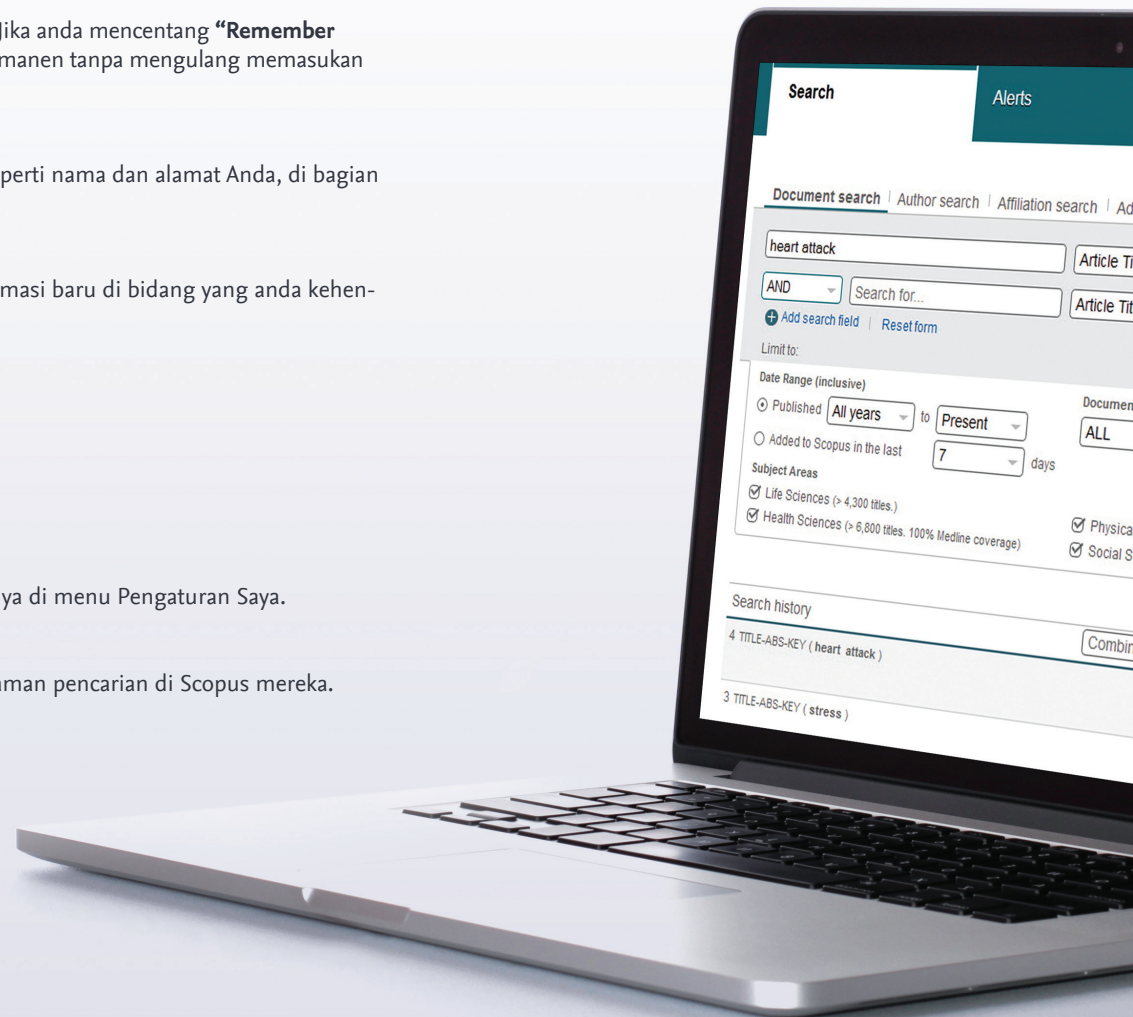 Jika anda mencentang “Remember
manen tanpa mengulang memasukan
perti nama dan alamat Anda, di bagian
masi baru di bidang yang anda kehen-
ya di menu Pengaturan Saya.
aman pencarian di Scopus mereka.
Search
Alerts
Document search | Author search | Affiliation search | Ad
heart attack
Article Ti
AND
Search for...
Article Tit
Add search field | Reset form
Limit to:
Date Range (inclusive)
Published All years to Present
Documen
ALL
Added to Scopus in the last 7 days
Subject Areas
Life Sciences (> 4,300 titles.)
Physica
Health Sciences (> 6,800 titles. 100% Medline coverage)
Social S
Search history
Combin
4 TITLE-ABS-KEY ( heart attack )
3 TITLE-ABS-KEY ( stress )